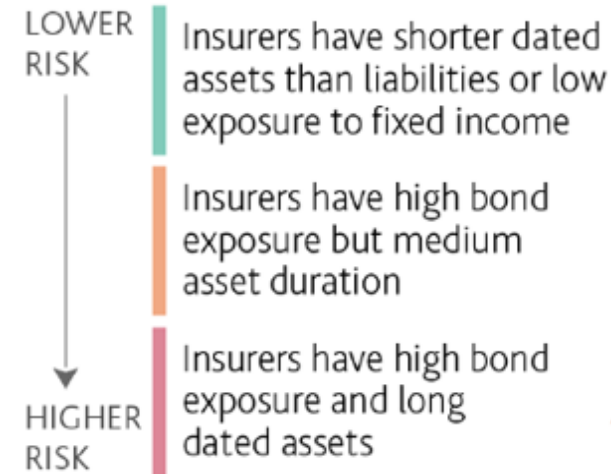 LOWER
RISK
Insurers have shorter dated
assets than liabilities or low
exposure to fixed income
Insurers have high bond
exposure but medium
asset duration
Insurers have high bond
exposure and long
dated assets
HIGHER
RISK